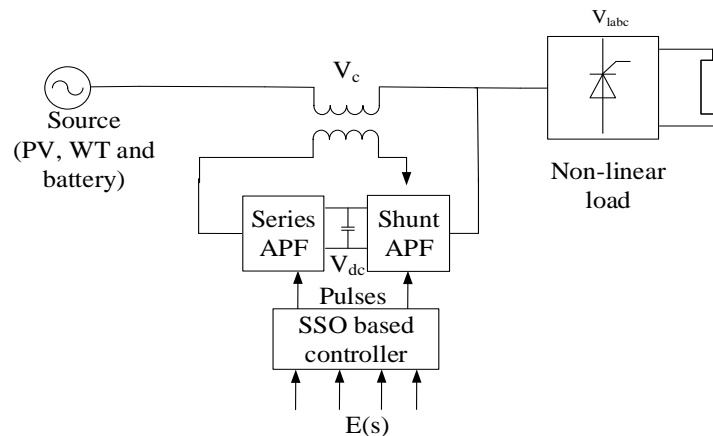 V_labc
V_c
Source
(PV, WT and
battery)
Non-linear
load
Series
APF
Shunt
APF
V_dc
Pulses
SSO based
controller
E(s)